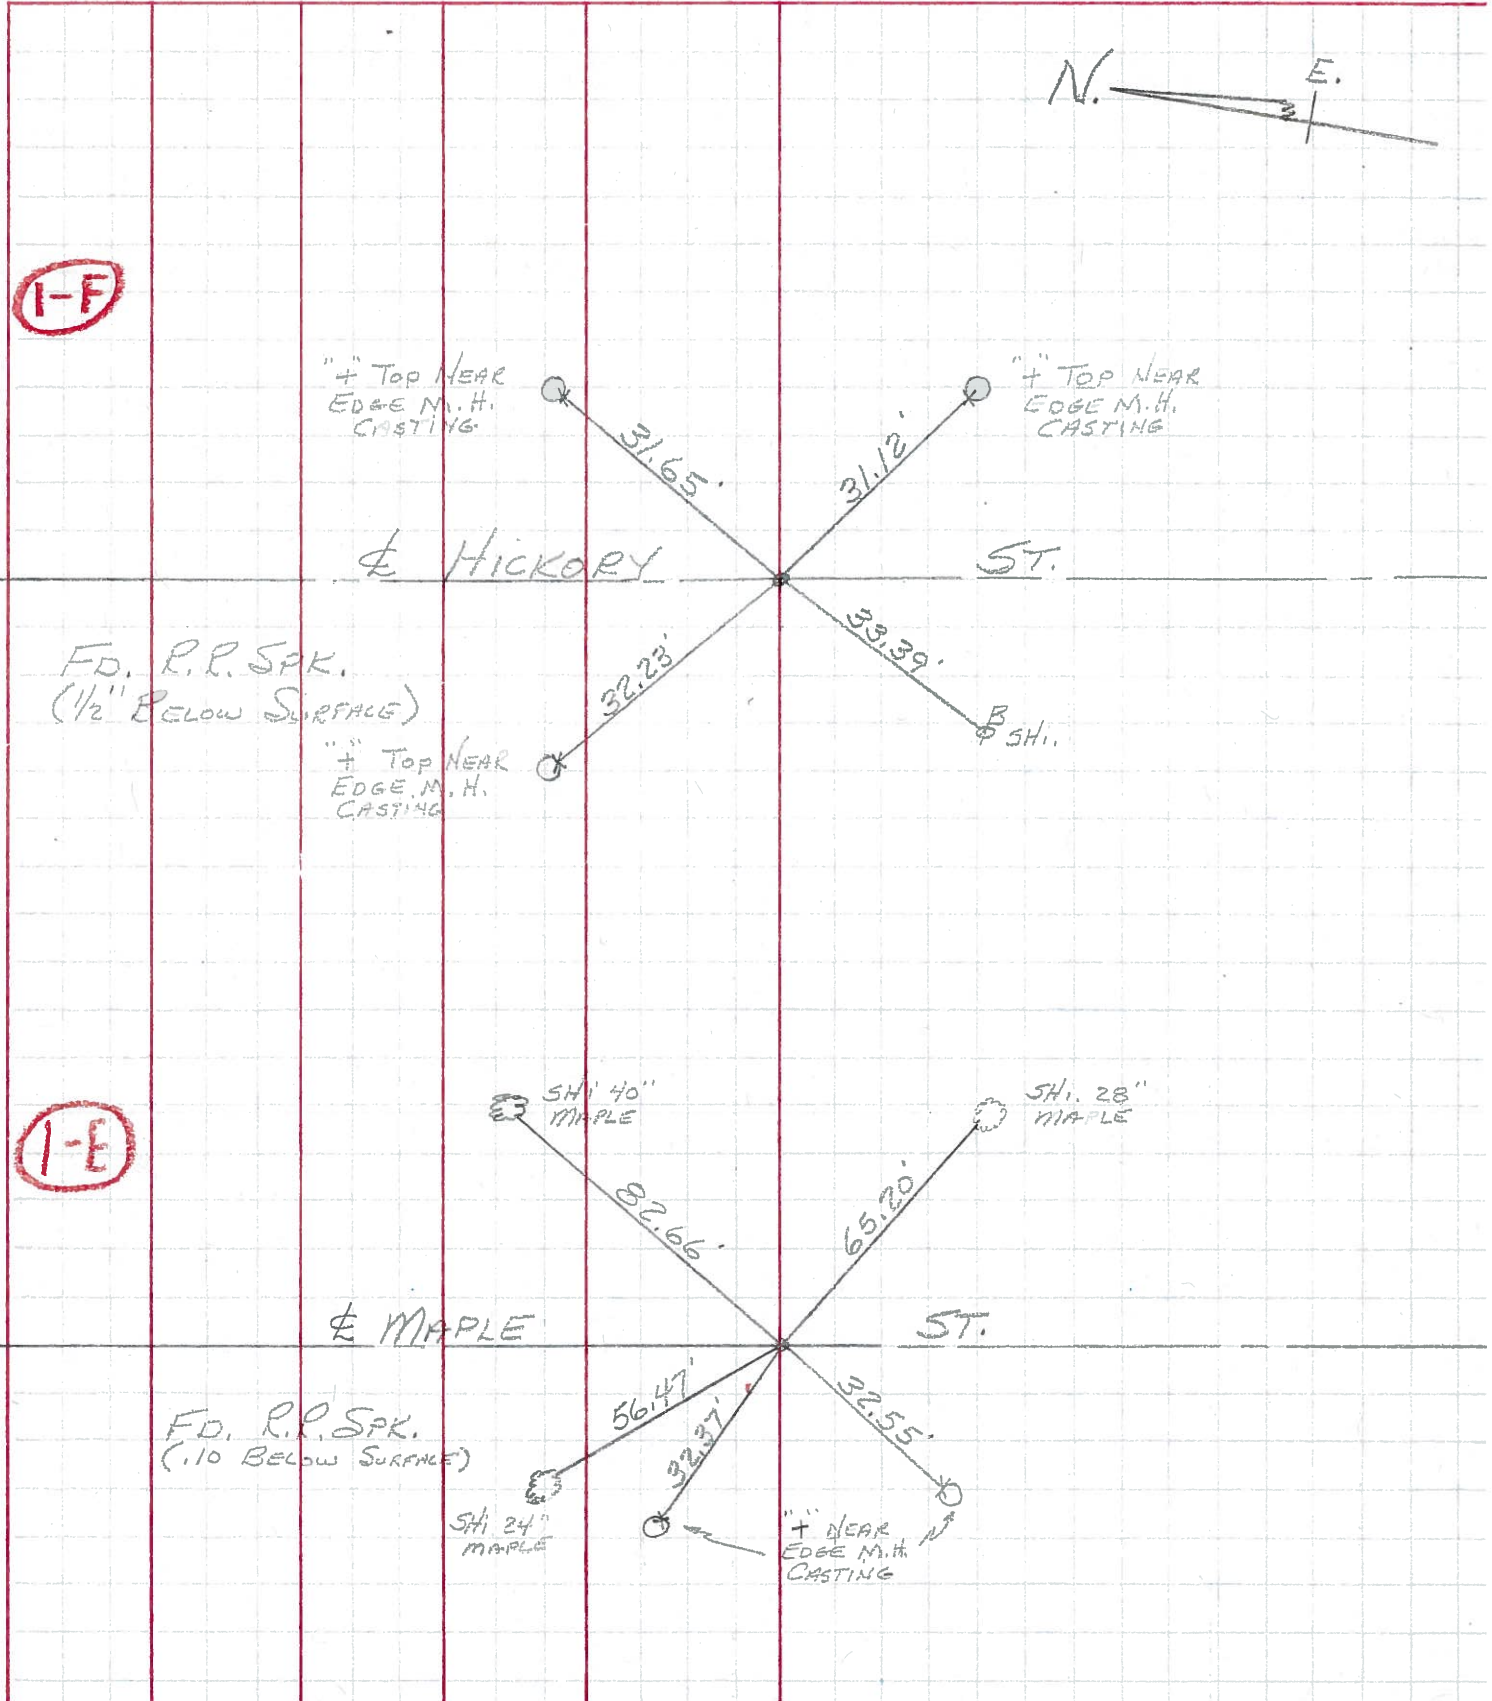 N.
E.
1-F
"+" TOP NEAR
EDGE M.H.
CASTING
"+" TOP NEAR
EDGE M.H.
CASTING
31.65'
31.12'
℄ HICKORY ST.
FD. R.R. SPK.
(1/2" BELOW SURFACE)
32.23'
33.39'
B
SHI.
"+" TOP NEAR
EDGE M.H.
CASTING
1-E
SHI 40"
MAPLE
SHI. 28"
MAPLE
82.66'
65.20'
℄ MAPLE ST.
FD. R.R. SPK.
(.10 BELOW SURFACE)
56.47'
32.37'
32.55'
SHI 24"
MAPLE
"+" NEAR
EDGE M.H.
CASTING